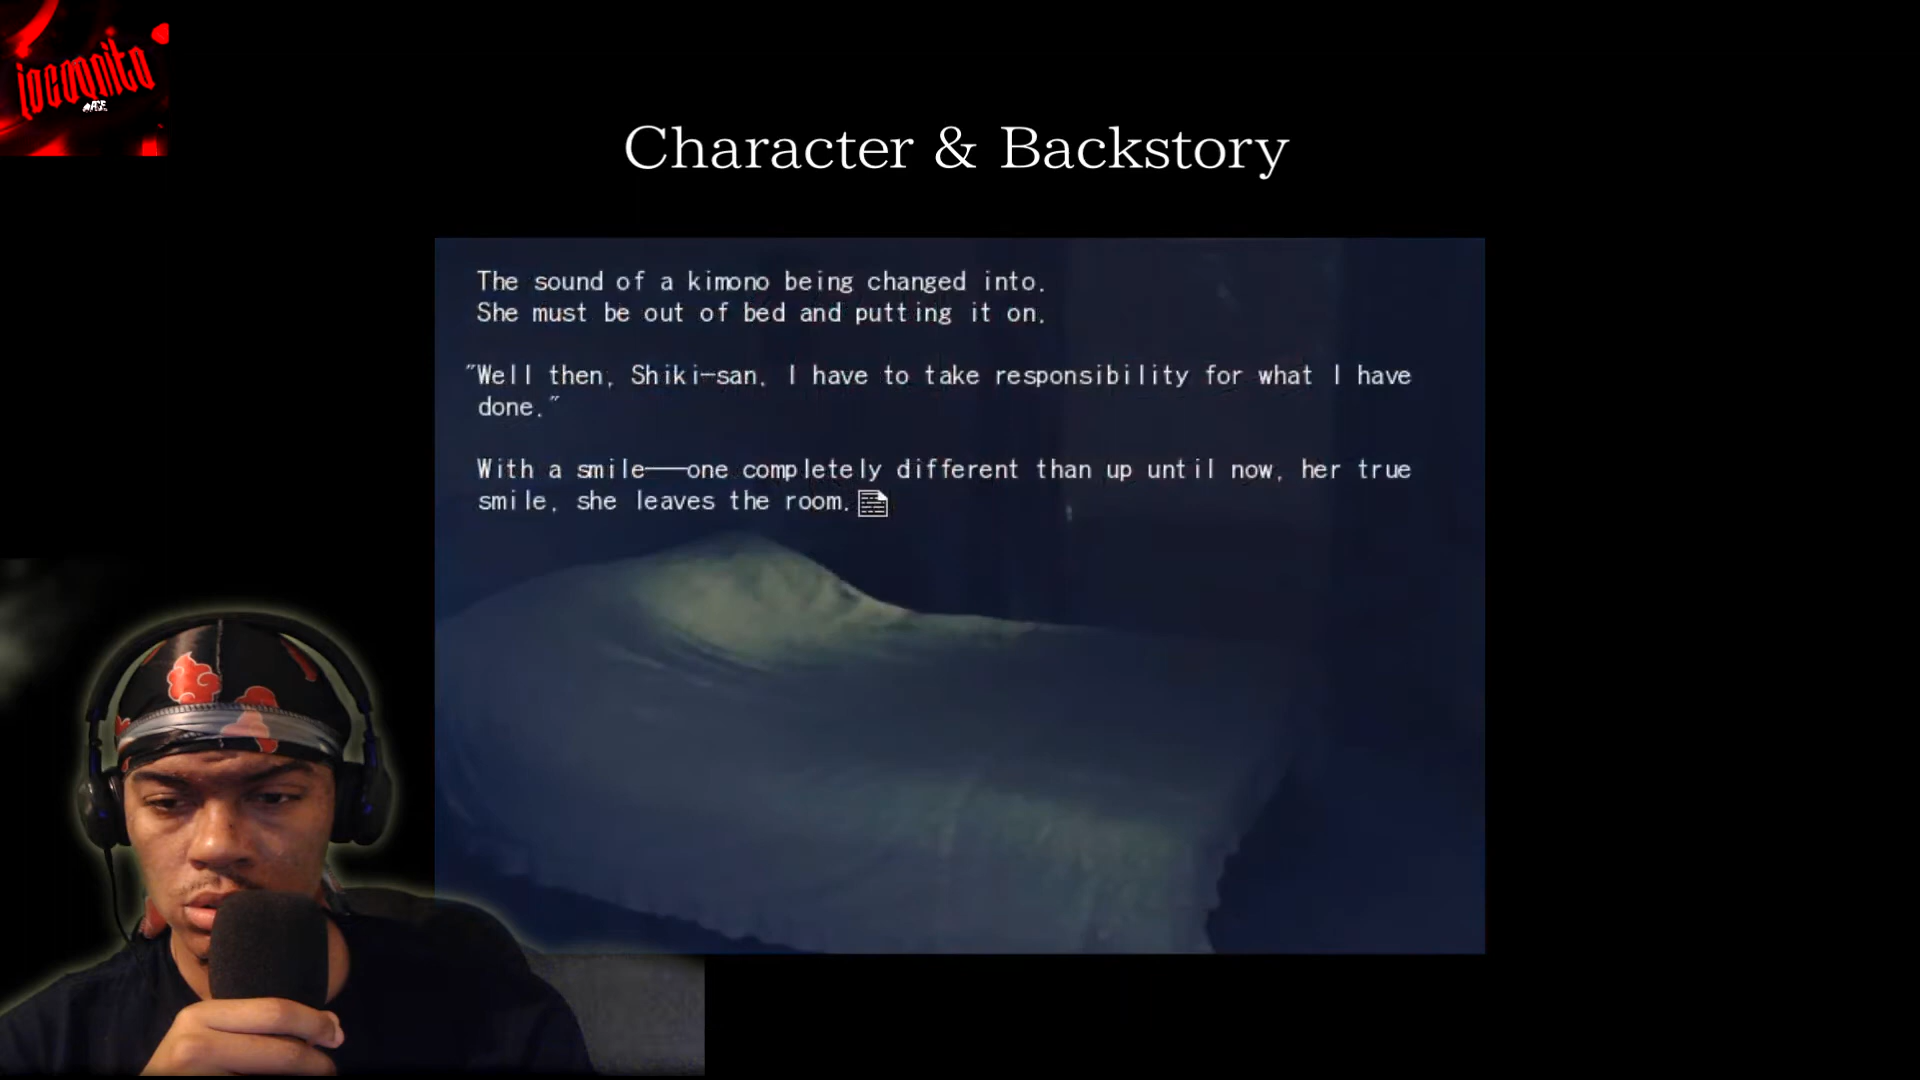 incognito
Character & Backstory
The sound of a kimono being changed into.
She must be out of bed and putting it on.
"Well then, Shiki-san, I have to take responsibility for what I have
done."
With a smile──one completely different than up until now, her true
smile, she leaves the room.